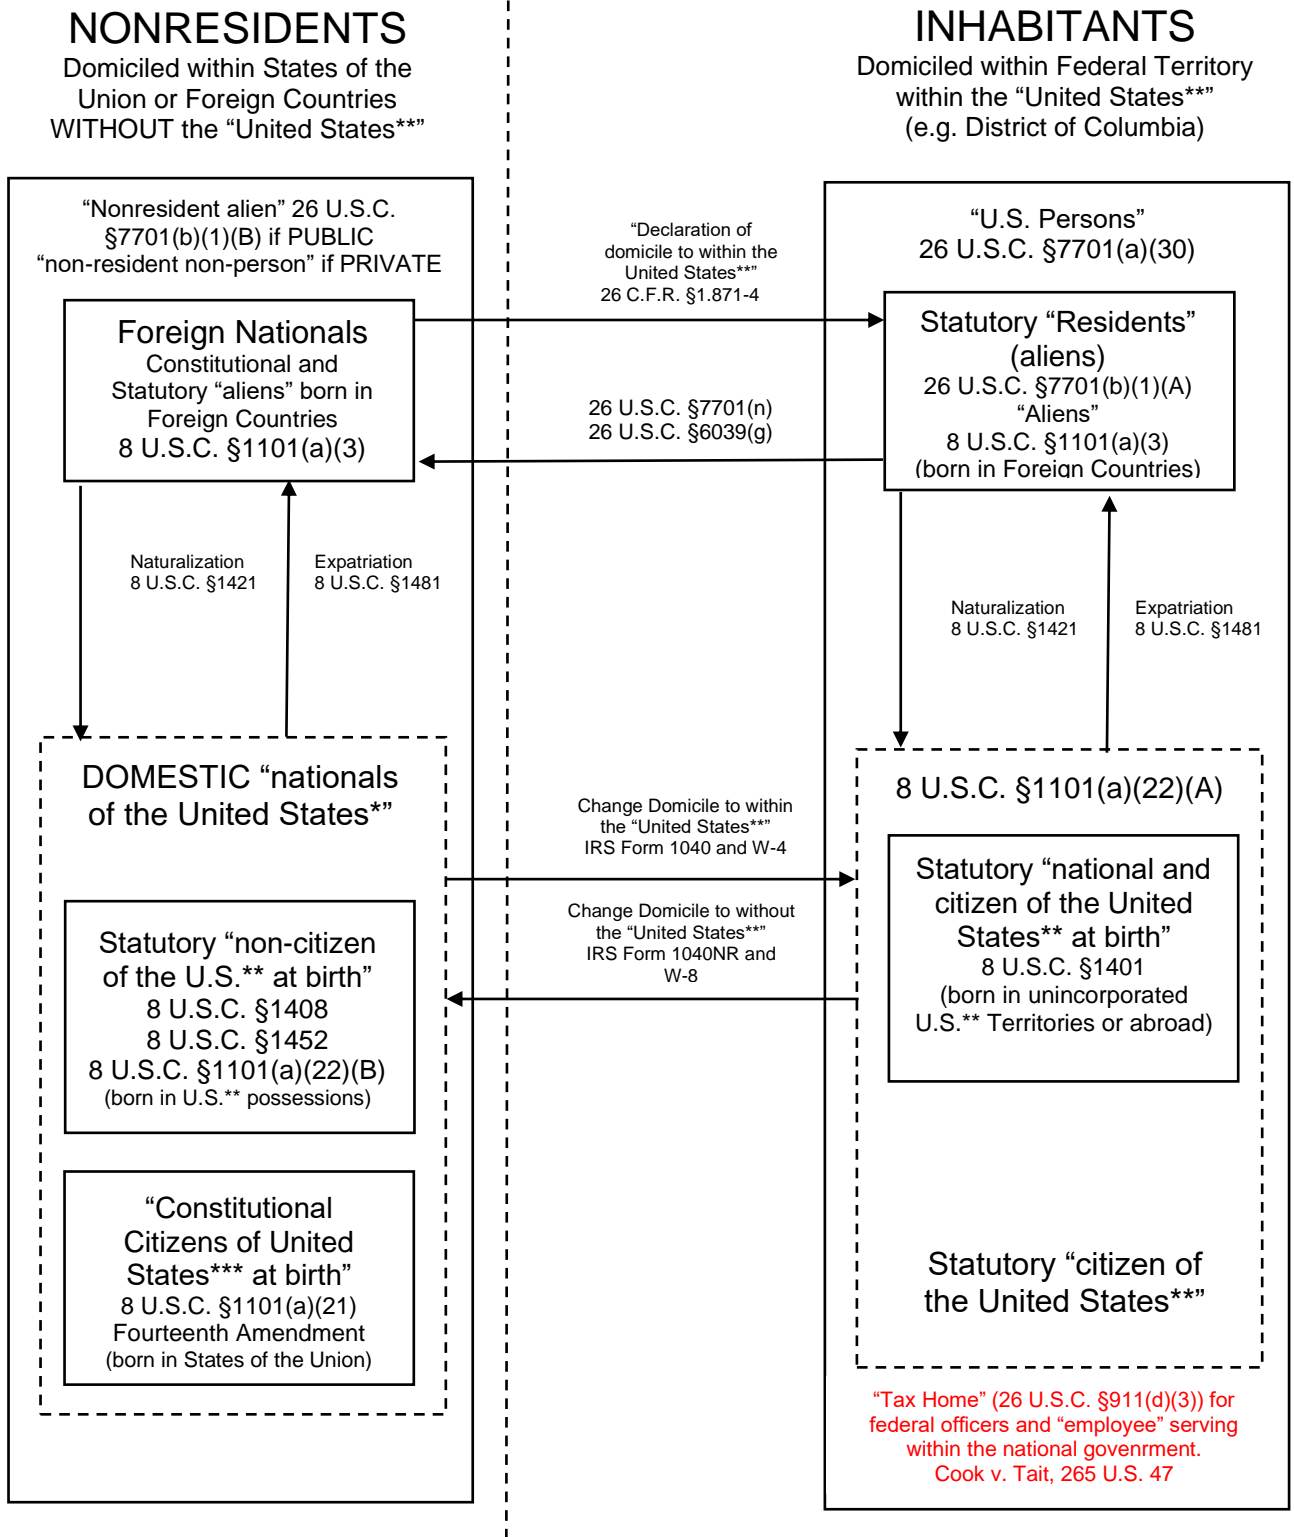 NONRESIDENTS
Domiciled within States of the
Union or Foreign Countries
WITHOUT the “United States**”
INHABITANTS
Domiciled within Federal Territory
within the “United States**”
(e.g. District of Columbia)
“Nonresident alien” 26 U.S.C.
§7701(b)(1)(B) if PUBLIC
“non-resident non-person” if PRIVATE
Foreign Nationals
Constitutional and
Statutory “aliens” born in
Foreign Countries
8 U.S.C. §1101(a)(3)
“Declaration of
domicile to within the
United States**”
26 C.F.R. §1.871-4
26 U.S.C. §7701(n)
26 U.S.C. §6039(g)
“U.S. Persons”
26 U.S.C. §7701(a)(30)
Statutory “Residents”
(aliens)
26 U.S.C. §7701(b)(1)(A)
“Aliens”
8 U.S.C. §1101(a)(3)
(born in Foreign Countries)
Naturalization
8 U.S.C. §1421
Expatriation
8 U.S.C. §1481
Naturalization
8 U.S.C. §1421
Expatriation
8 U.S.C. §1481
DOMESTIC “nationals
of the United States*”
Statutory “non-citizen
of the U.S.** at birth”
8 U.S.C. §1408
8 U.S.C. §1452
8 U.S.C. §1101(a)(22)(B)
(born in U.S.** possessions)
“Constitutional
Citizens of United
States*** at birth”
8 U.S.C. §1101(a)(21)
Fourteenth Amendment
(born in States of the Union)
Change Domicile to within
the “United States**”
IRS Form 1040 and W-4
Change Domicile to without
the “United States**”
IRS Form 1040NR and
W-8
8 U.S.C. §1101(a)(22)(A)
Statutory “national and
citizen of the United
States** at birth”
8 U.S.C. §1401
(born in unincorporated
U.S.** Territories or abroad)
Statutory “citizen of
the United States**”
“Tax Home” (26 U.S.C. §911(d)(3)) for
federal officers and “employee” serving
within the national govenrment.
Cook v. Tait, 265 U.S. 47